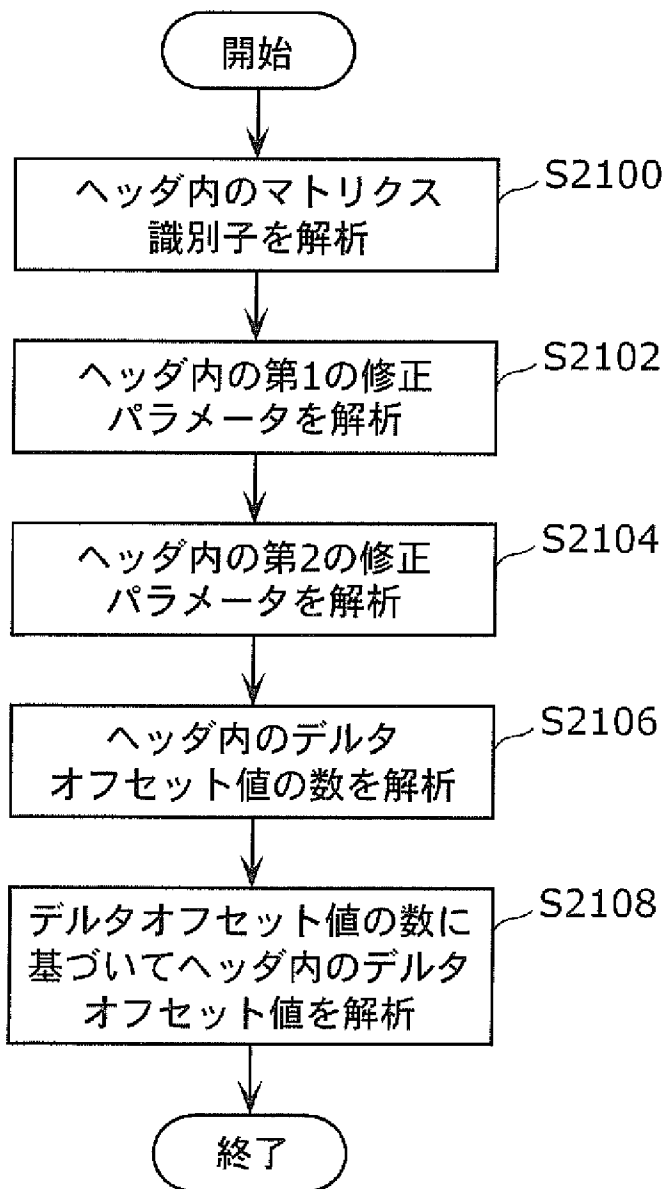 開始
ヘッダ内のマトリクス
識別子を解析
S2100
ヘッダ内の第1の修正
パラメータを解析
S2102
ヘッダ内の第2の修正
パラメータを解析
S2104
ヘッダ内のデルタ
オフセット値の数を解析
S2106
デルタオフセット値の数に
基づいてヘッダ内のデルタ
オフセット値を解析
S2108
終了